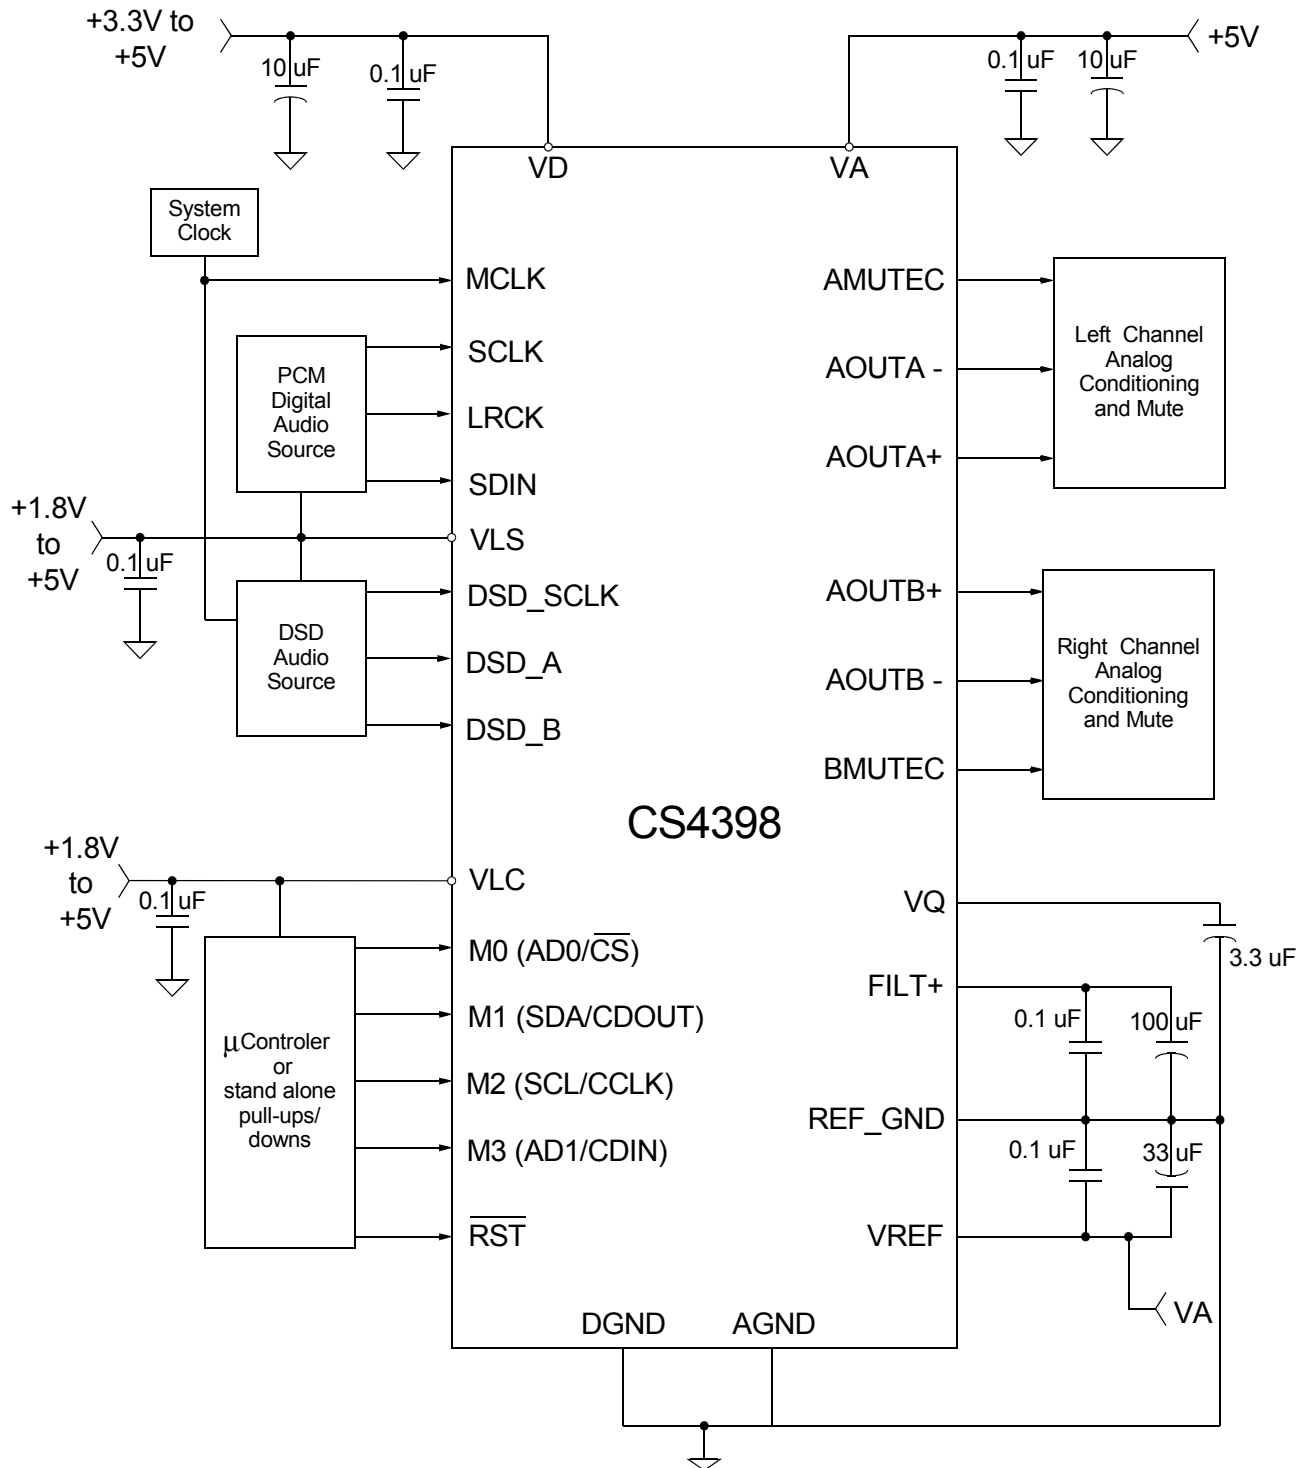 +3.3V to
+5V
10 uF
0.1 uF
0.1 uF
10 uF
+5V
VD
VA
System
Clock
MCLK
AMUTEC
SCLK
PCM
Digital
Audio
Source
LRCK
SDIN
AOUTA -
AOUTA+
Left Channel
Analog
Conditioning
and Mute
+1.8V
to
+5V
0.1 uF
VLS
DSD_SCLK
DSD
Audio
Source
DSD_A
DSD_B
AOUTB+
AOUTB -
BMUTEC
Right Channel
Analog
Conditioning
and Mute
CS4398
+1.8V
to
+5V
0.1 uF
VLC
VQ
3.3 uF
M0 (AD0/CS)
FILT+
M1 (SDA/CDOUT)
0.1 uF
100 uF
µControler
or
stand alone
pull-ups/
downs
M2 (SCL/CCLK)
REF_GND
M3 (AD1/CDIN)
0.1 uF
33 uF
RST
VREF
VA
DGND
AGND